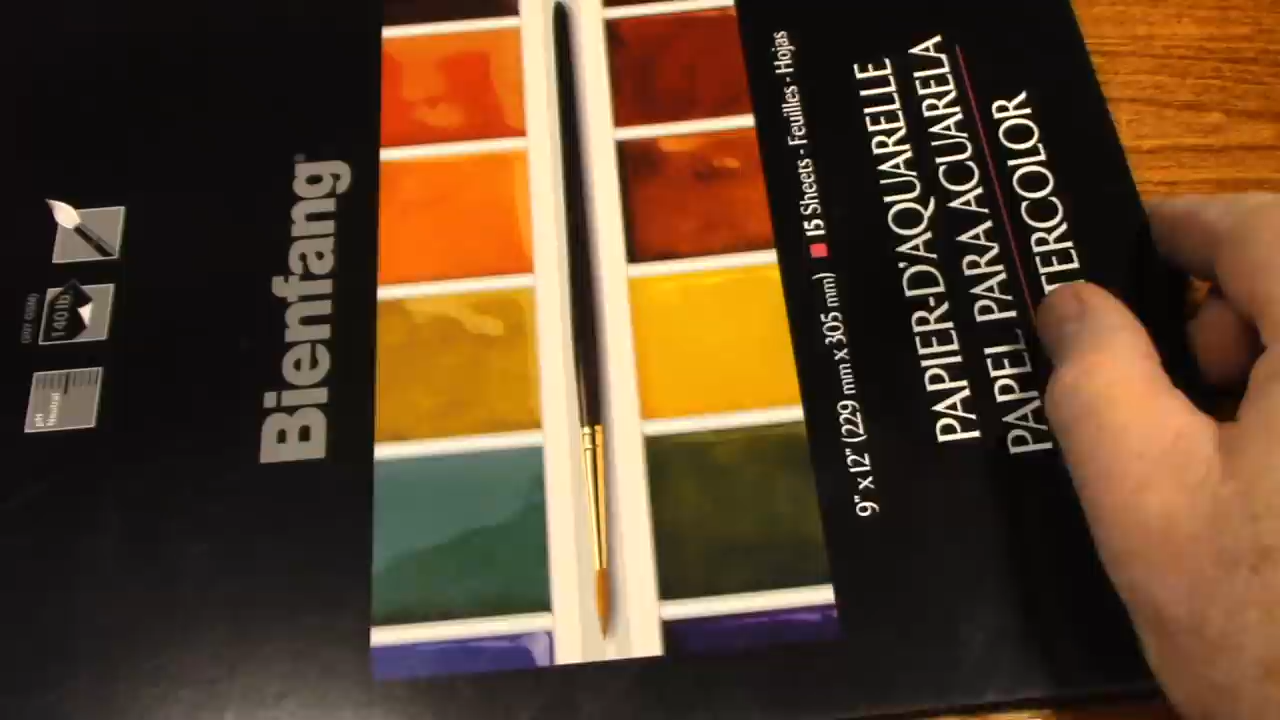 TERCOLOR
PAPEL PARA ACUARELA
PAPIER-D'AQUARELLE
9" x 12" (229 mm x 305 mm) ■ 15 Sheets - Feuilles - Hojas
Bienfang
pH
Neutral
140 lb